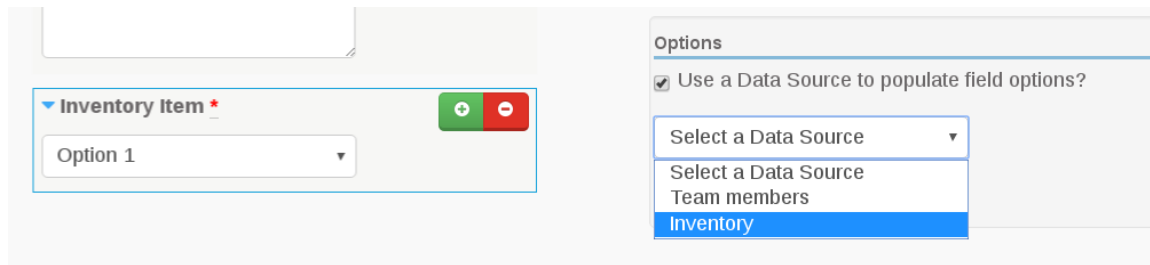 Inventory Item *
Option 1
Options
Use a Data Source to populate field options?
Select a Data Source
Select a Data Source
Team members
Inventory